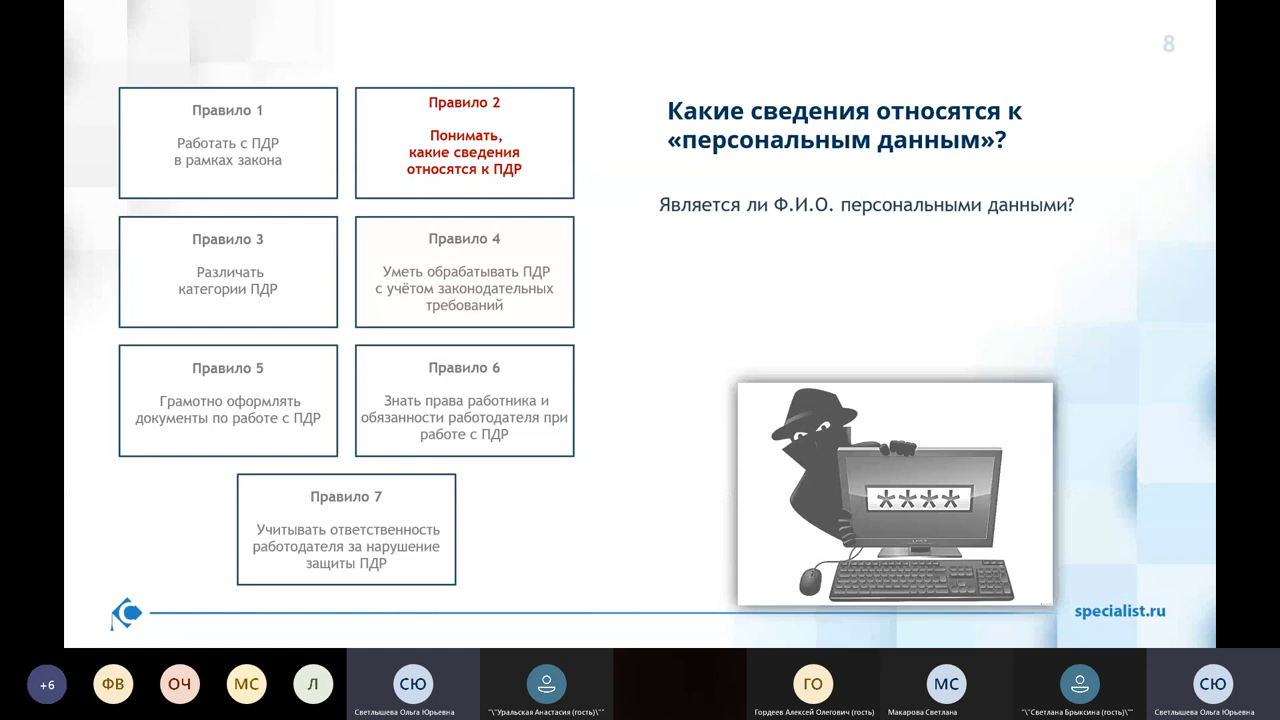 8
Правило 1
Работать с ПДР
в рамках закона
Правило 2
Понимать,
какие сведения
относятся к ПДР
Правило 3
Различать
категории ПДР
Правило 4
Уметь обрабатывать ПДР
с учётом законодательных
требований
Правило 5
Грамотно оформлять
документы по работе с ПДР
Правило 6
Знать права работника и
обязанности работодателя при
работе с ПДР
Правило 7
Учитывать ответственность
работодателя за нарушение
защиты ПДР
Какие сведения относятся к
«персональным данным»?
Является ли Ф.И.О. персональными данными?
****
specialist.ru
+6
ФВ
ОЧ
МС
Л
СЮ
Светлышева Ольга Юрьевна
"\"Уральская Анастасия (гость)\""
ГО
Гордеев Алексей Олегович (гость)
МС
Макарова Светлана
"\"Светлана Брыксина (гость)\""
СЮ
Светлышева Ольга Юрьевна